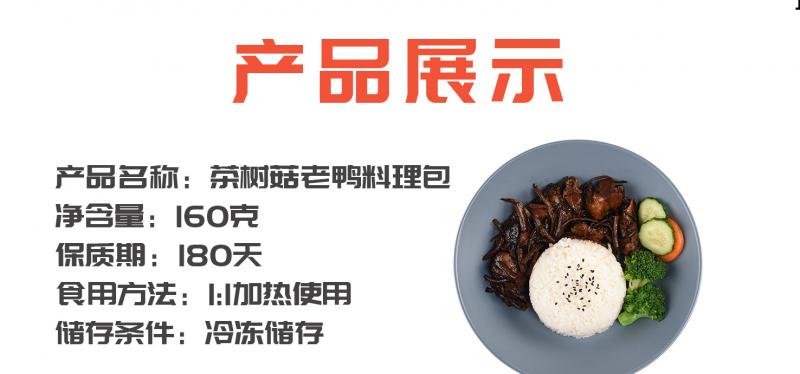 产品展示
产品名称：茶树菇老鸭料理包
净含量：160克
保质期：180天
食用方法：1:1加热使用
储存条件：冷冻储存